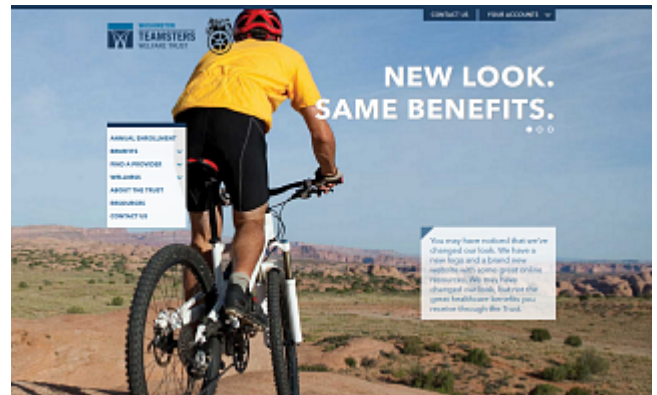 CONTACT US
YOUR ACCOUNTS
WASHINGTON
TEAMSTERS
WELFARE TRUST
NEW LOOK.
SAME BENEFITS.
ANNUAL ENROLLMENT
BENEFITS
FIND A PROVIDER
WELLNESS
ABOUT THE TRUST
RESOURCES
CONTACT US
You may have noticed that we've
changed our look. We have a
new logo and a brand new
website with some great online
resources. We may have
changed our look, but not the
great healthcare benefits you
receive through the Trust.